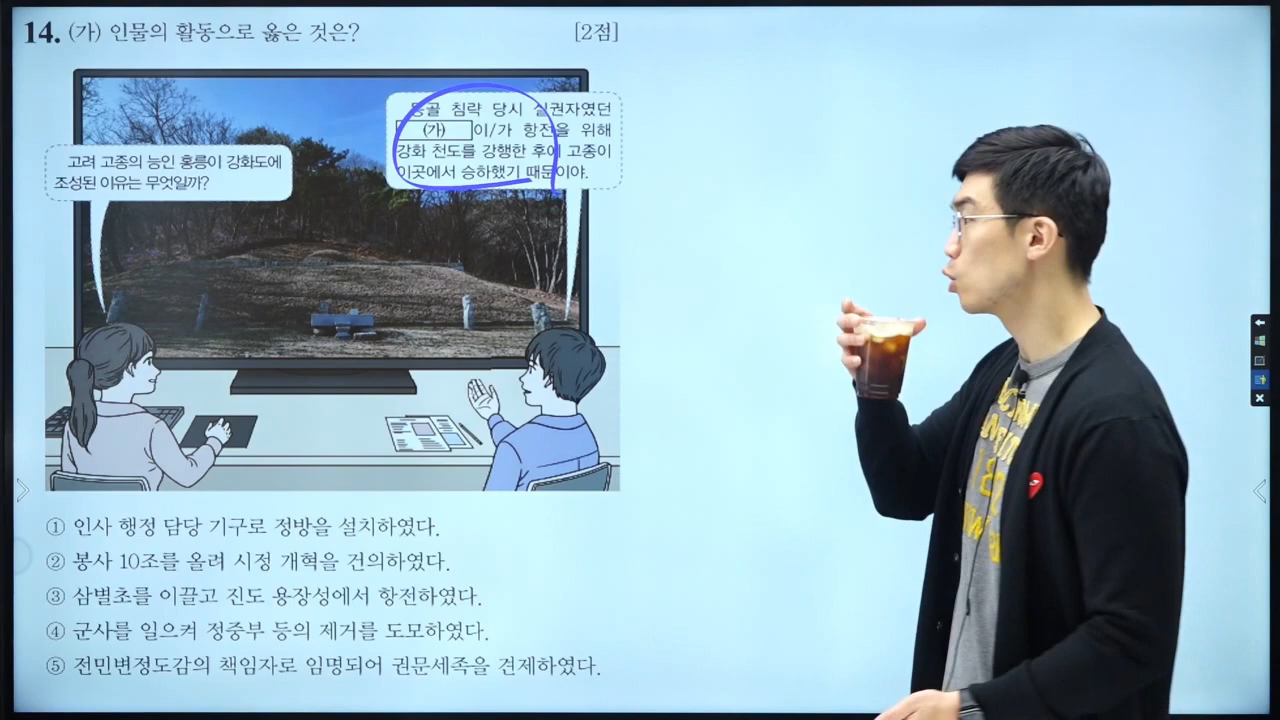 14. (가) 인물의 활동으로 옳은 것은? [2점]
고려 고종의 능인 홍릉이 강화도에
조성된 이유는 무엇일까?
몽골 침략 당시 실권자였던
(가) 이/가 항전을 위해
강화 천도를 강행한 후에 고종이
이곳에서 승하했기 때문이야.
① 인사 행정 담당 기구로 정방을 설치하였다.
② 봉사 10조를 올려 시정 개혁을 건의하였다.
③ 삼별초를 이끌고 진도 용장성에서 항전하였다.
④ 군사를 일으켜 정중부 등의 제거를 도모하였다.
⑤ 전민변정도감의 책임자로 임명되어 권문세족을 견제하였다.